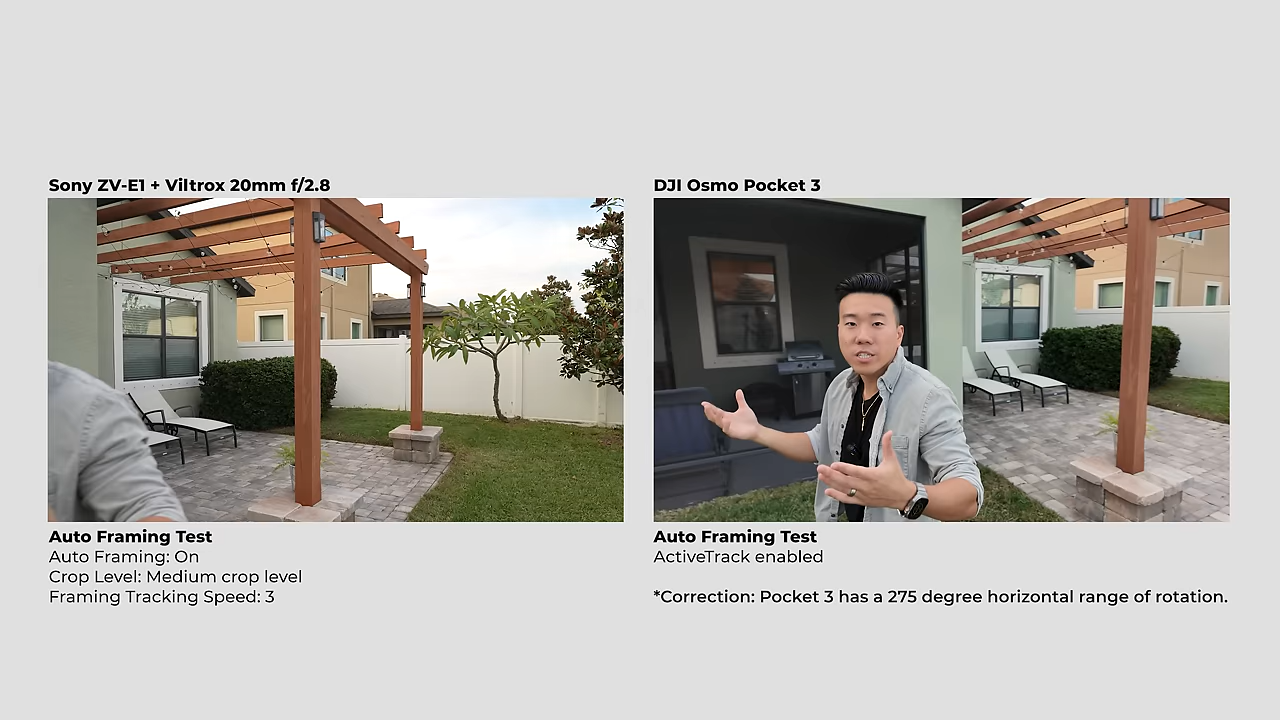 Sony ZV-E1 + Viltrox 20mm f/2.8
Auto Framing Test
Auto Framing: On
Crop Level: Medium crop level
Framing Tracking Speed: 3
DJI Osmo Pocket 3
Auto Framing Test
ActiveTrack enabled
*Correction: Pocket 3 has a 275 degree horizontal range of rotation.